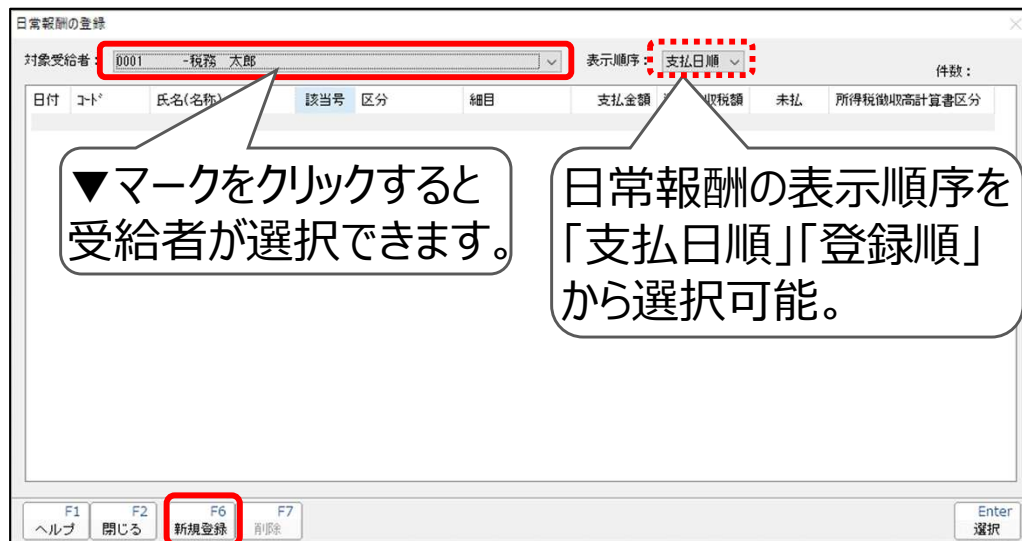 日常報酬の登録
対象受給者： 0001 -税務 太郎 表示順序： 支払日順
件数：
日付 ｺｰﾄﾞ 氏名(名称) 該当号 区分 細目 支払金額 収税額 未払 所得税徴収高計算書区分
▼マークをクリックすると
受給者が選択できます。
日常報酬の表示順序を
「支払日順」「登録順」
から選択可能。
F1 F2 F6 F7 Enter
ヘルプ 閉じる 新規登録 削除 選択